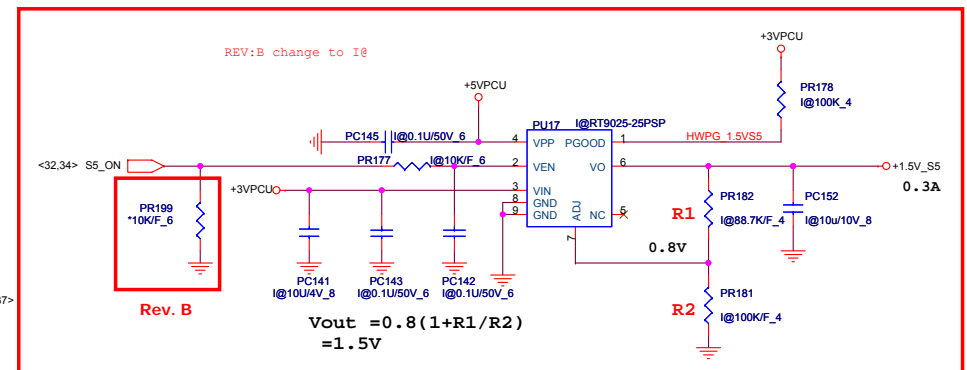 REV:B change to I@
+3VPCU
PR178
I@100K_4
+5VPCU
PU17
I@RT9025-25PSP
PC145
I@0.1U/50V_6
4
VPP
PGOOD
1
HWPG_1.5VS5
<32,34>
S5_ON
PR177
I@10K/F_6
2
VEN
VO
6
+1.5V_S5
0.3A
+3VPCU
3
VIN
8
GND
9
GND
ADJ
NC
5
7
PR199
*10K/F_6
R1
PR182
I@88.7K/F_4
PC152
I@10u/10V_8
0.8V
PC141
I@10U/4V_8
PC143
I@0.1U/50V_6
PC142
I@0.1U/50V_6
R2
PR181
I@100K/F_4
7>
Rev. B
Vout =0.8(1+R1/R2)
=1.5V